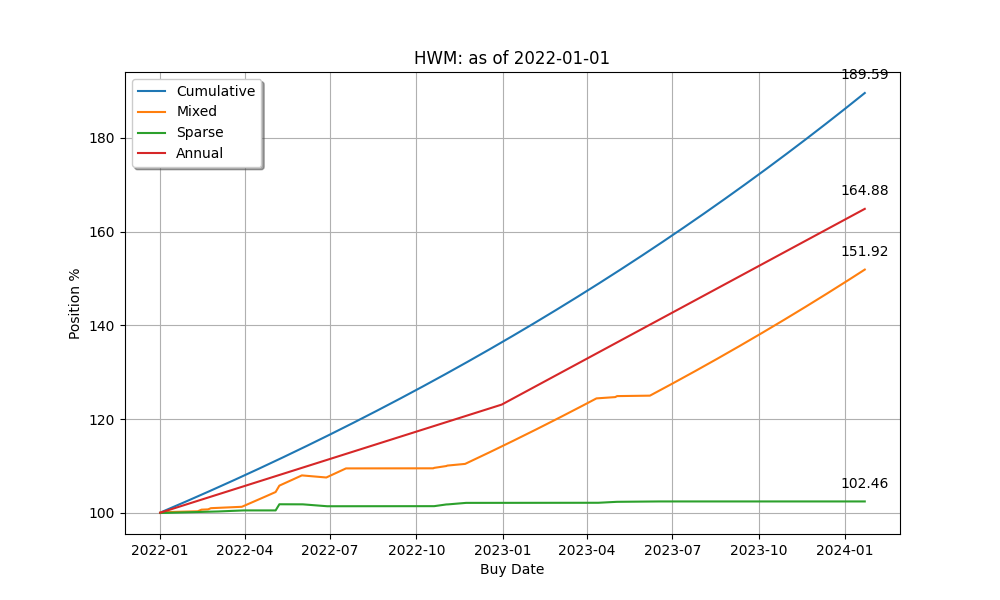 HWM: as of 2022-01-01
189.59
Cumulative
Mixed
Sparse
Annual
180
164.88
160
151.92
140
120
102.46
100
Position %
2022-01 2022-04 2022-07 2022-10 2023-01 2023-04 2023-07 2023-10 2024-01
Buy Date